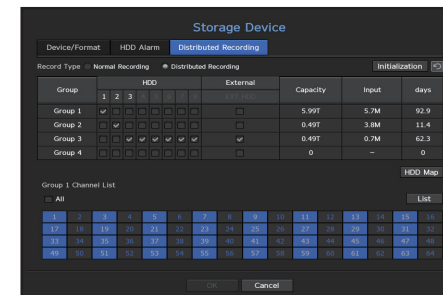 Storage Device
Device/Format HDD Alarm Distributed Recording
Record Type Normal Recording Distributed Recording Initialization
Group HDD External Capacity Input days
1 2 3 EXT_HDD
Group 1 5.99T 5.7M 92.9
Group 2 0.49T 3.8M 11.4
Group 3 0.49T 0.7M 62.3
Group 4 0 – 0
HDD Map
Group 1 Channel List
All List
1 2 3 4 5 6 7 8 9 10 11 12 13 14 15 16
17 18 19 20 21 22 23 24 25 26 27 28 29 30 31 32
33 34 35 36 37 38 39 40 41 42 43 44 45 46 47 48
49 50 51 52 53 54 55 56 57 58 59 60 61 62 63 64
OK Cancel